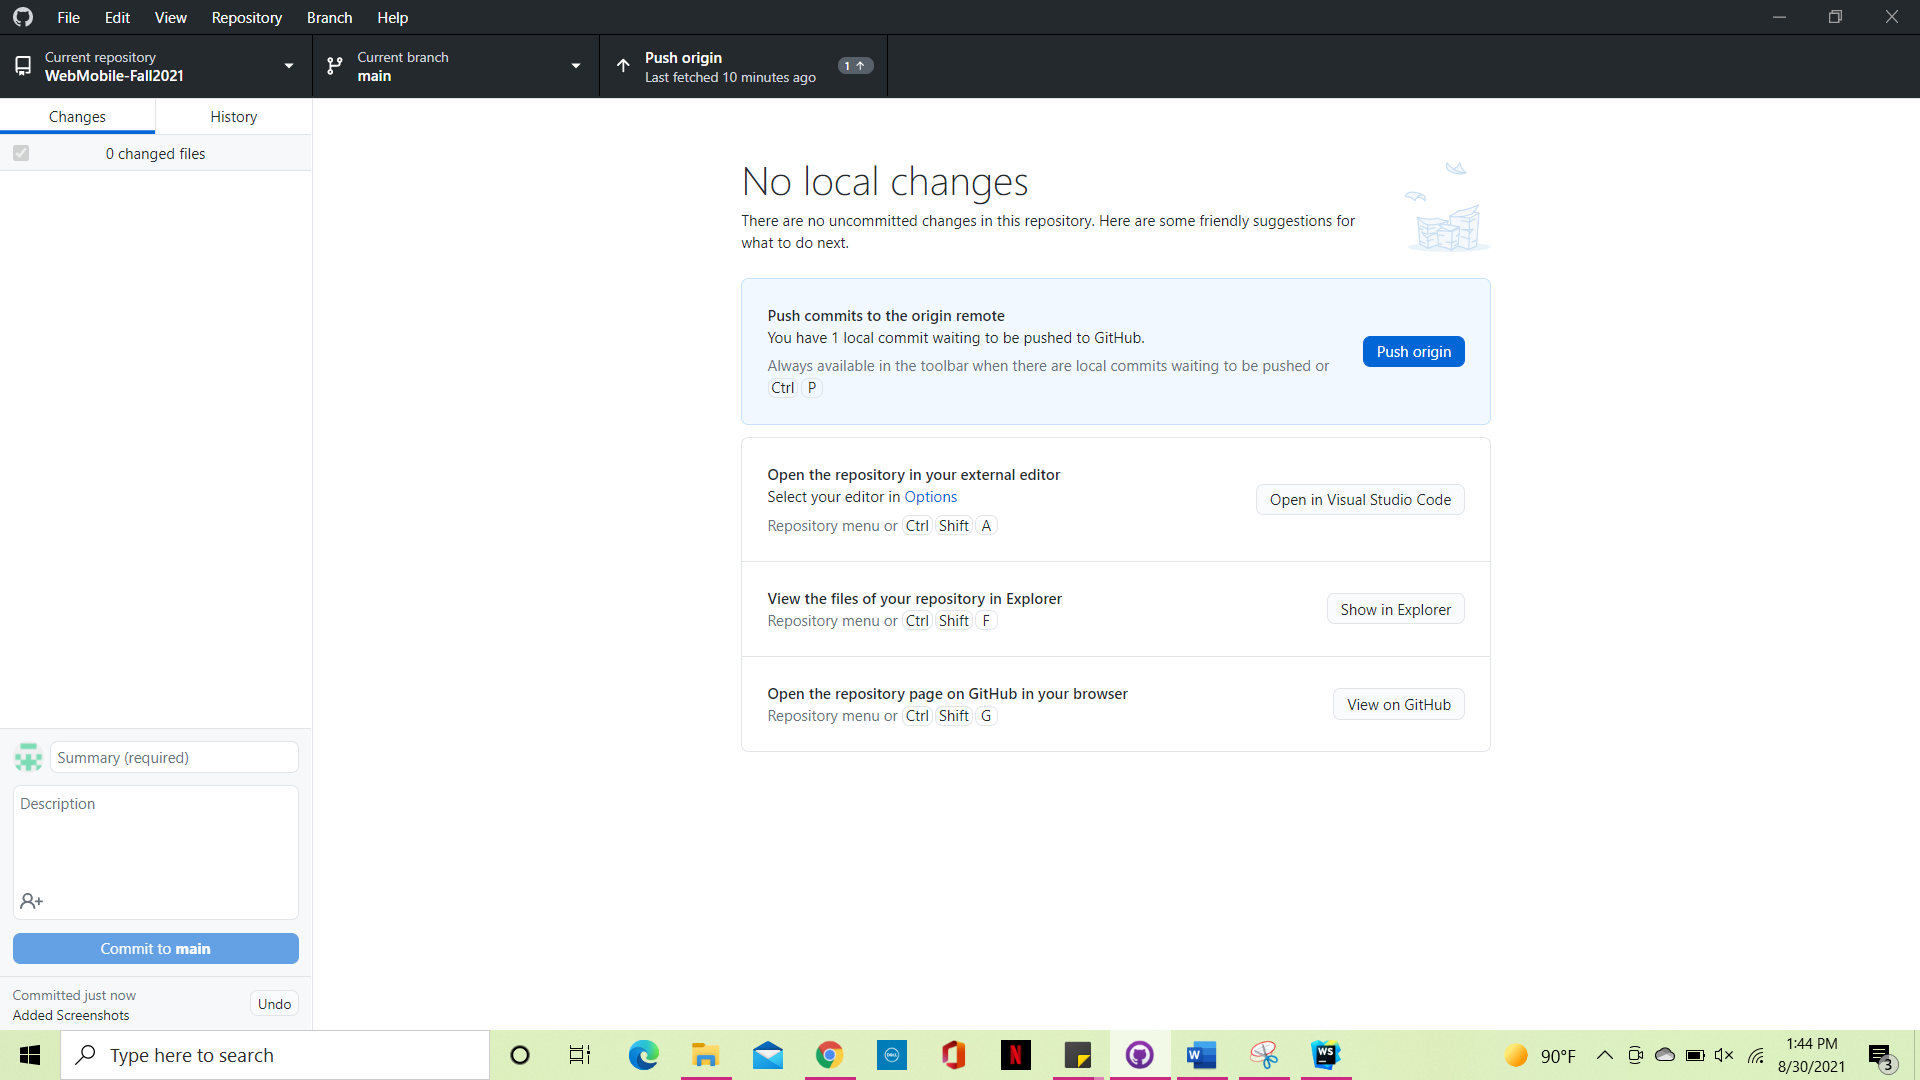 File Edit View Repository Branch Help
Current repository
WebMobile-Fall2021
Current branch
main
Push origin
Last fetched 10 minutes ago
1
Changes History
0 changed files
No local changes
There are no uncommitted changes in this repository. Here are some friendly suggestions for
what to do next.
Push commits to the origin remote
You have 1 local commit waiting to be pushed to GitHub.
Always available in the toolbar when there are local commits waiting to be pushed or
Ctrl P
Push origin
Open the repository in your external editor
Select your editor in Options
Repository menu or Ctrl Shift A
Open in Visual Studio Code
View the files of your repository in Explorer
Repository menu or Ctrl Shift F
Show in Explorer
Open the repository page on GitHub in your browser
Repository menu or Ctrl Shift G
View on GitHub
Summary (required)
Description
Commit to main
Committed just now
Added Screenshots
Undo
Type here to search
DELL
N
W
WS
90°F
1:44 PM
8/30/2021
3